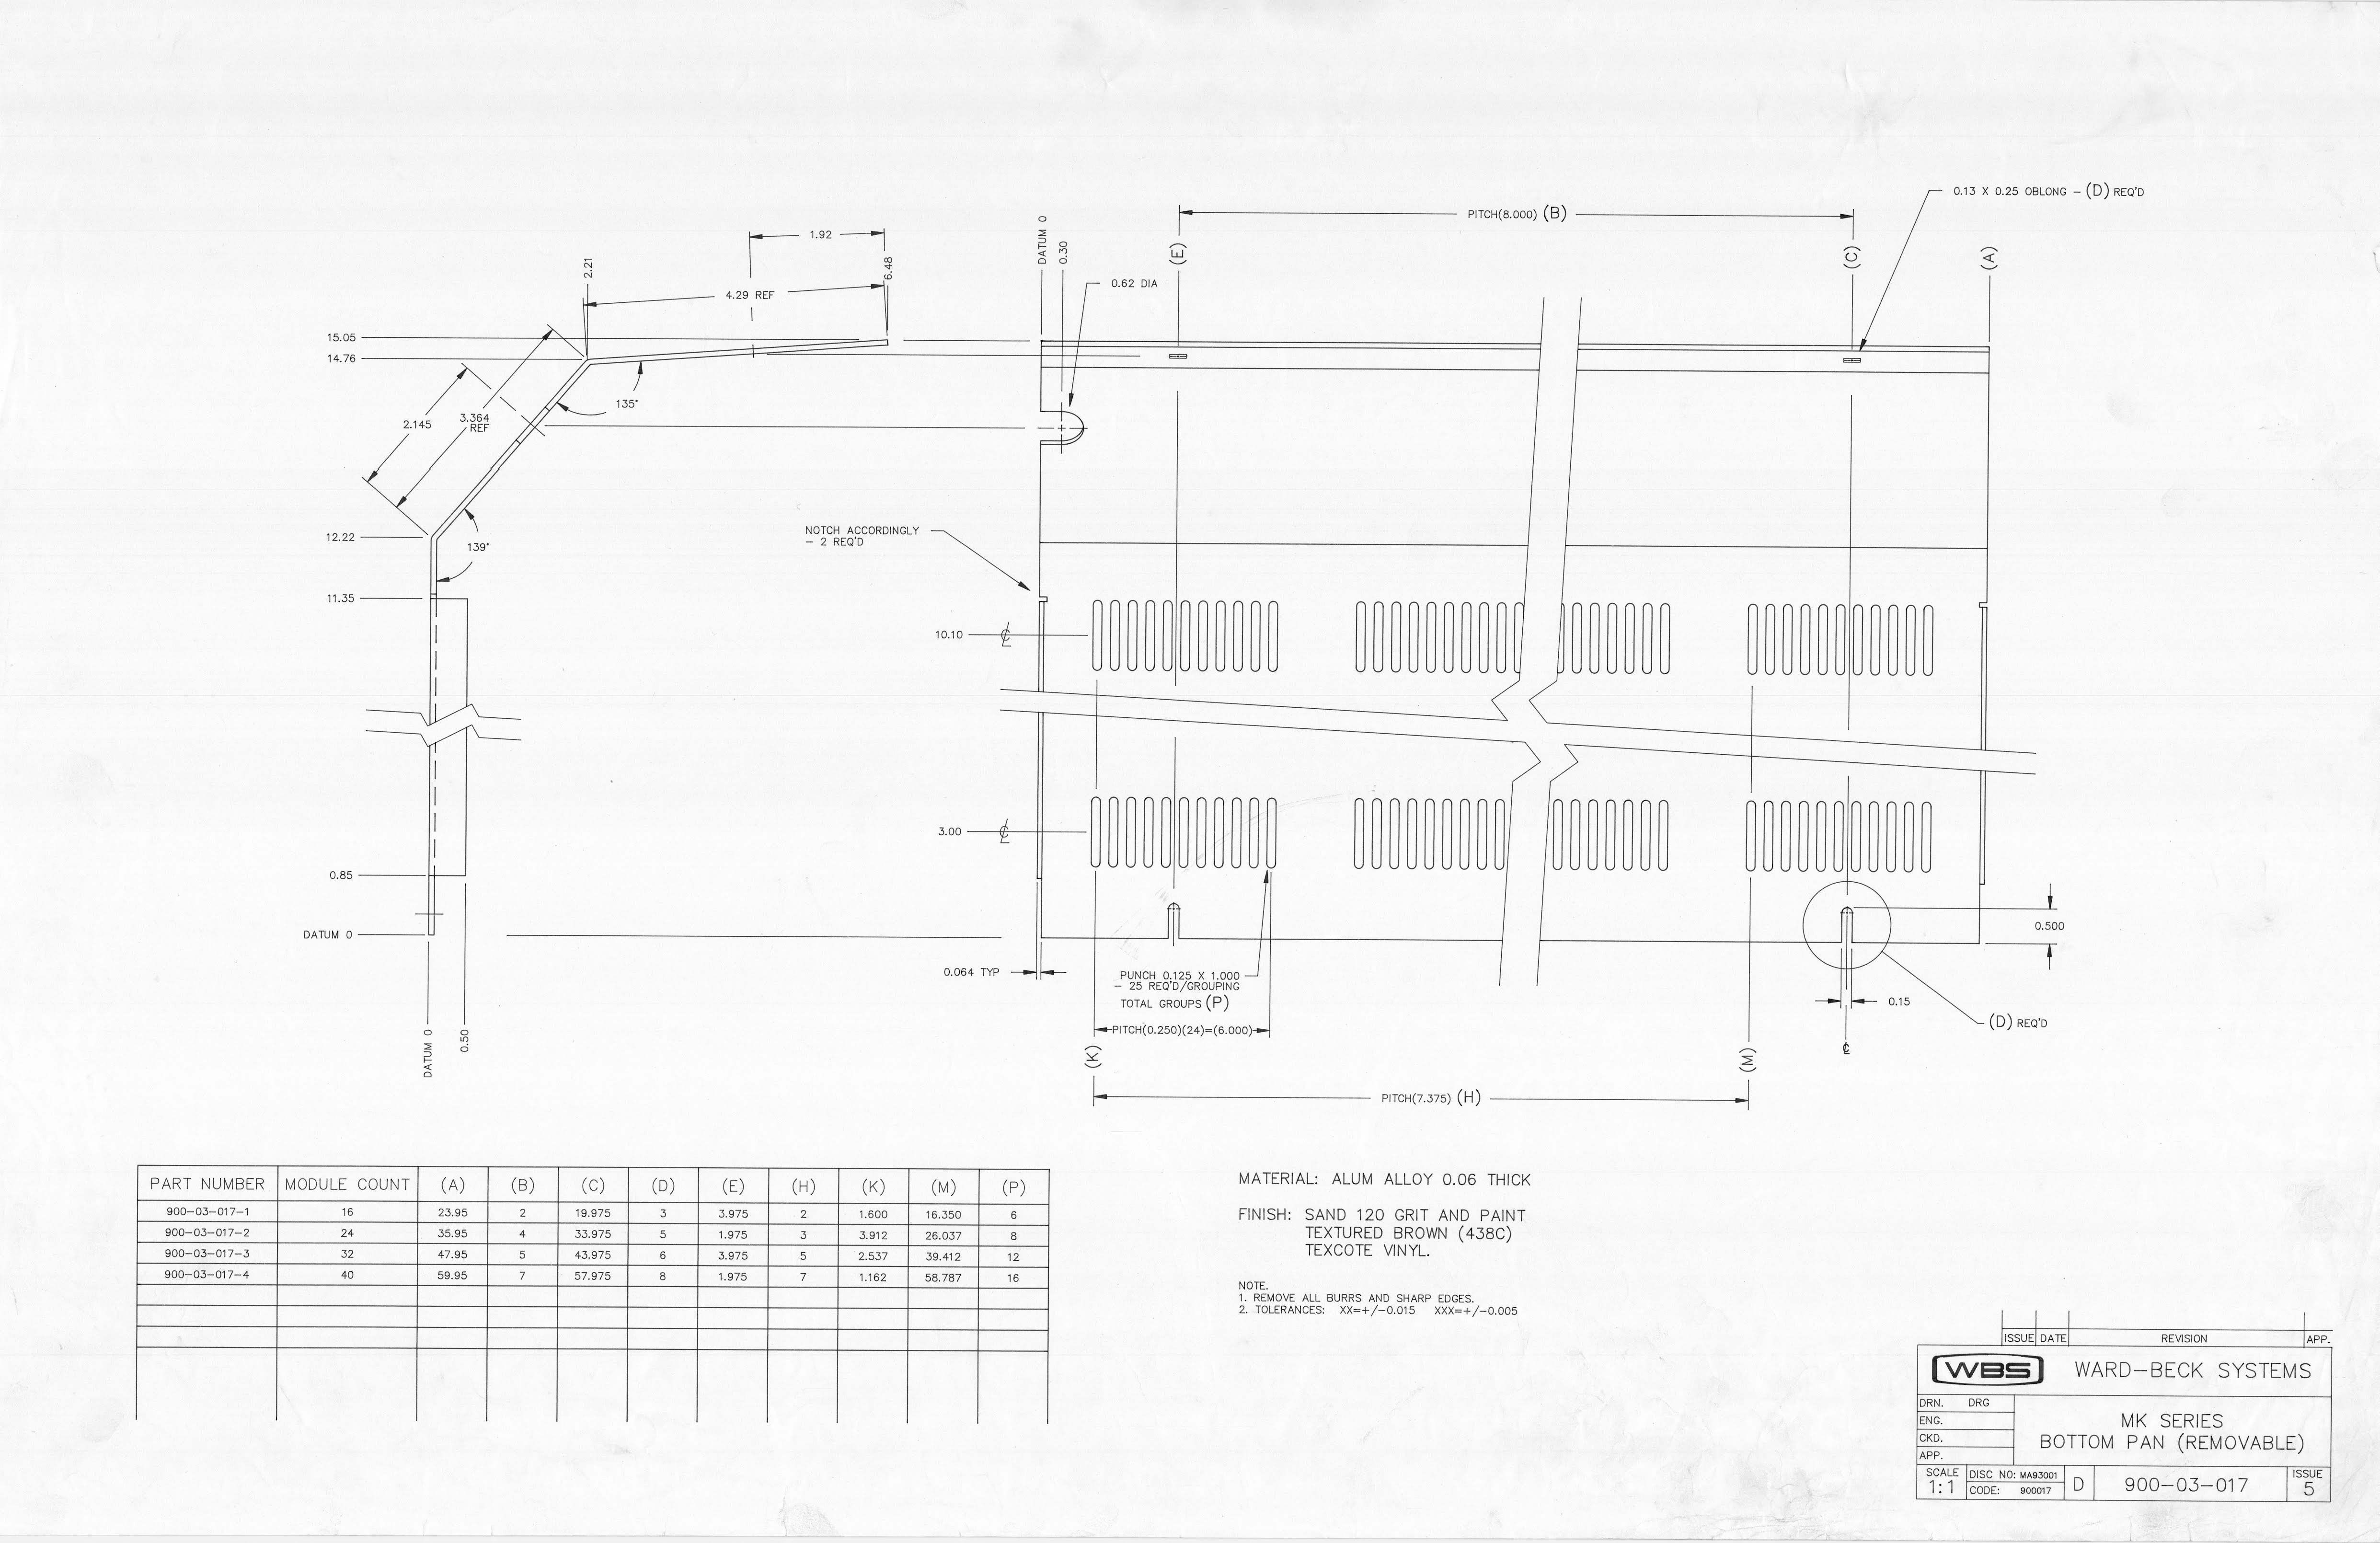 0.13 X 0.25 OBLONG - (D) REQ'D
PITCH(8.000) (B)
1.92
DATUM 0
0.30
(E)
(C)
(A)
2.21
6.48
0.62 DIA
4.29 REF
15.05
14.76
135°
2.145
3.364
REF
NOTCH ACCORDINGLY
- 2 REQ'D
12.22
139°
11.35
10.10
3.00
0.85
DATUM 0
0.500
0.064 TYP
PUNCH 0.125 X 1.000
- 25 REQ'D/GROUPING
TOTAL GROUPS (P)
0.15
PITCH(0.250)(24)=(6.000)
(D) REQ'D
DATUM 0
0.50
(K)
(M)
PITCH(7.375) (H)
PART NUMBER MODULE COUNT (A) (B) (C) (D) (E) (H) (K) (M) (P)
900-03-017-1 16 23.95 2 19.975 3 3.975 2 1.600 16.350 6
900-03-017-2 24 35.95 4 33.975 5 1.975 3 3.912 26.037 8
900-03-017-3 32 47.95 5 43.975 6 3.975 5 2.537 39.412 12
900-03-017-4 40 59.95 7 57.975 8 1.975 7 1.162 58.787 16
MATERIAL: ALUM ALLOY 0.06 THICK
FINISH: SAND 120 GRIT AND PAINT
TEXTURED BROWN (438C)
TEXCOTE VINYL.
NOTE.
1. REMOVE ALL BURRS AND SHARP EDGES.
2. TOLERANCES: XX=+/-0.015 XXX=+/-0.005
ISSUE DATE REVISION APP.
WBS WARD-BECK SYSTEMS
DRN. DRG
ENG.
CKD.
APP.
MK SERIES
BOTTOM PAN (REMOVABLE)
SCALE
1:1
DISC NO: MA93001
CODE: 900017
D
900-03-017
ISSUE
5